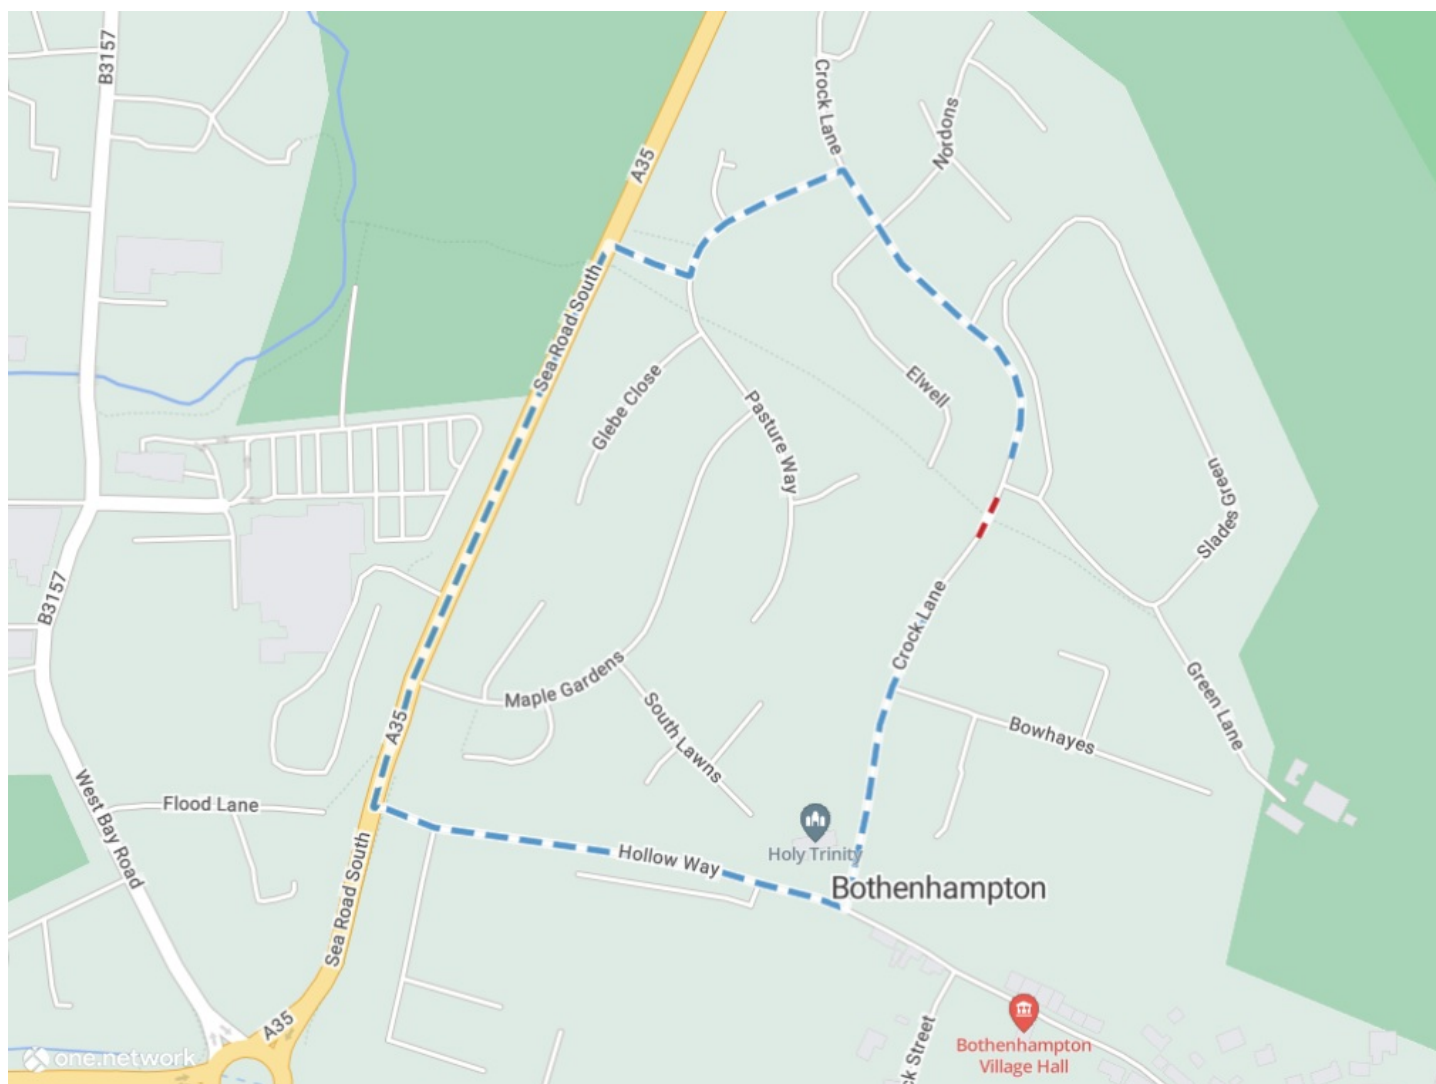 B3157
Crock Lane
Nordons
A35
Sea Road South
Glebe Close
Pasture Way
Elwell
Slades Green
B3157
Crock Lane
Maple Gardens
South Lawns
Bowhayes
Green Lane
A35
West Bay Road
Flood Lane
Hollow Way
Holy Trinity
Bothenhampton
Sea Road South
A35
one.network
Bothenhampton
Village Hall
Street